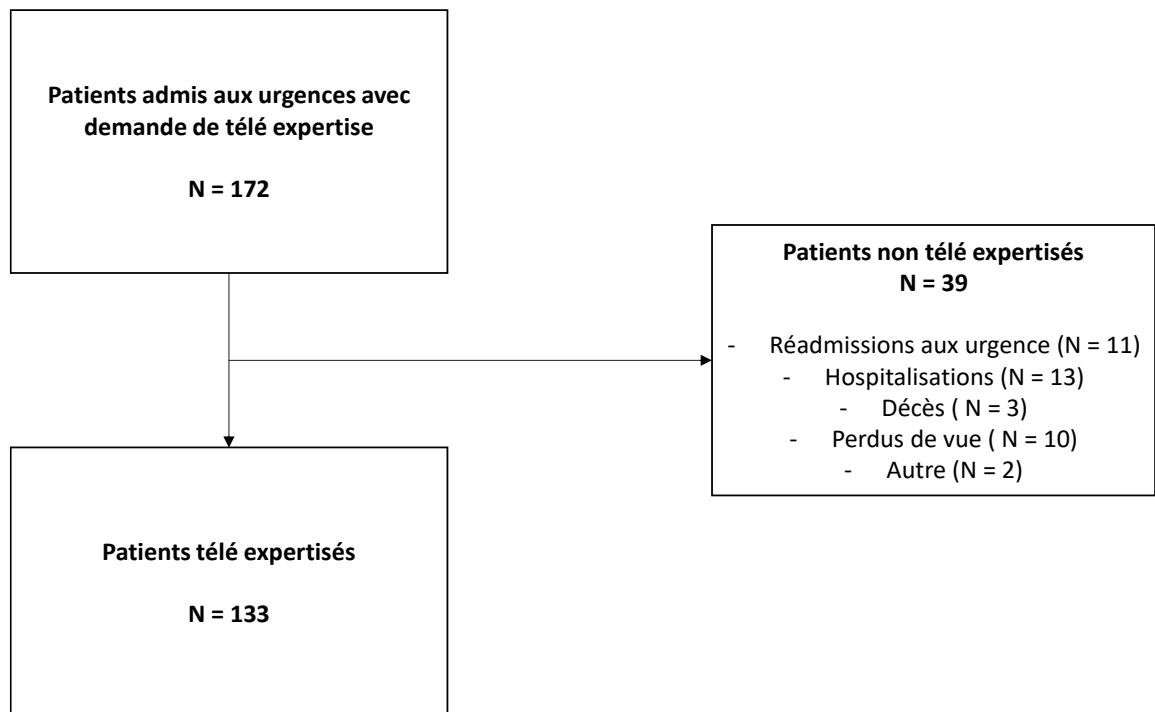 Patients admis aux urgences avec
demande de télé expertise
N = 172
Patients non télé expertisés
N = 39
- Réadmissions aux urgence (N = 11)
- Hospitalisations (N = 13)
- Décès ( N = 3)
- Perdus de vue ( N = 10)
- Autre (N = 2)
Patients télé expertisés
N = 133